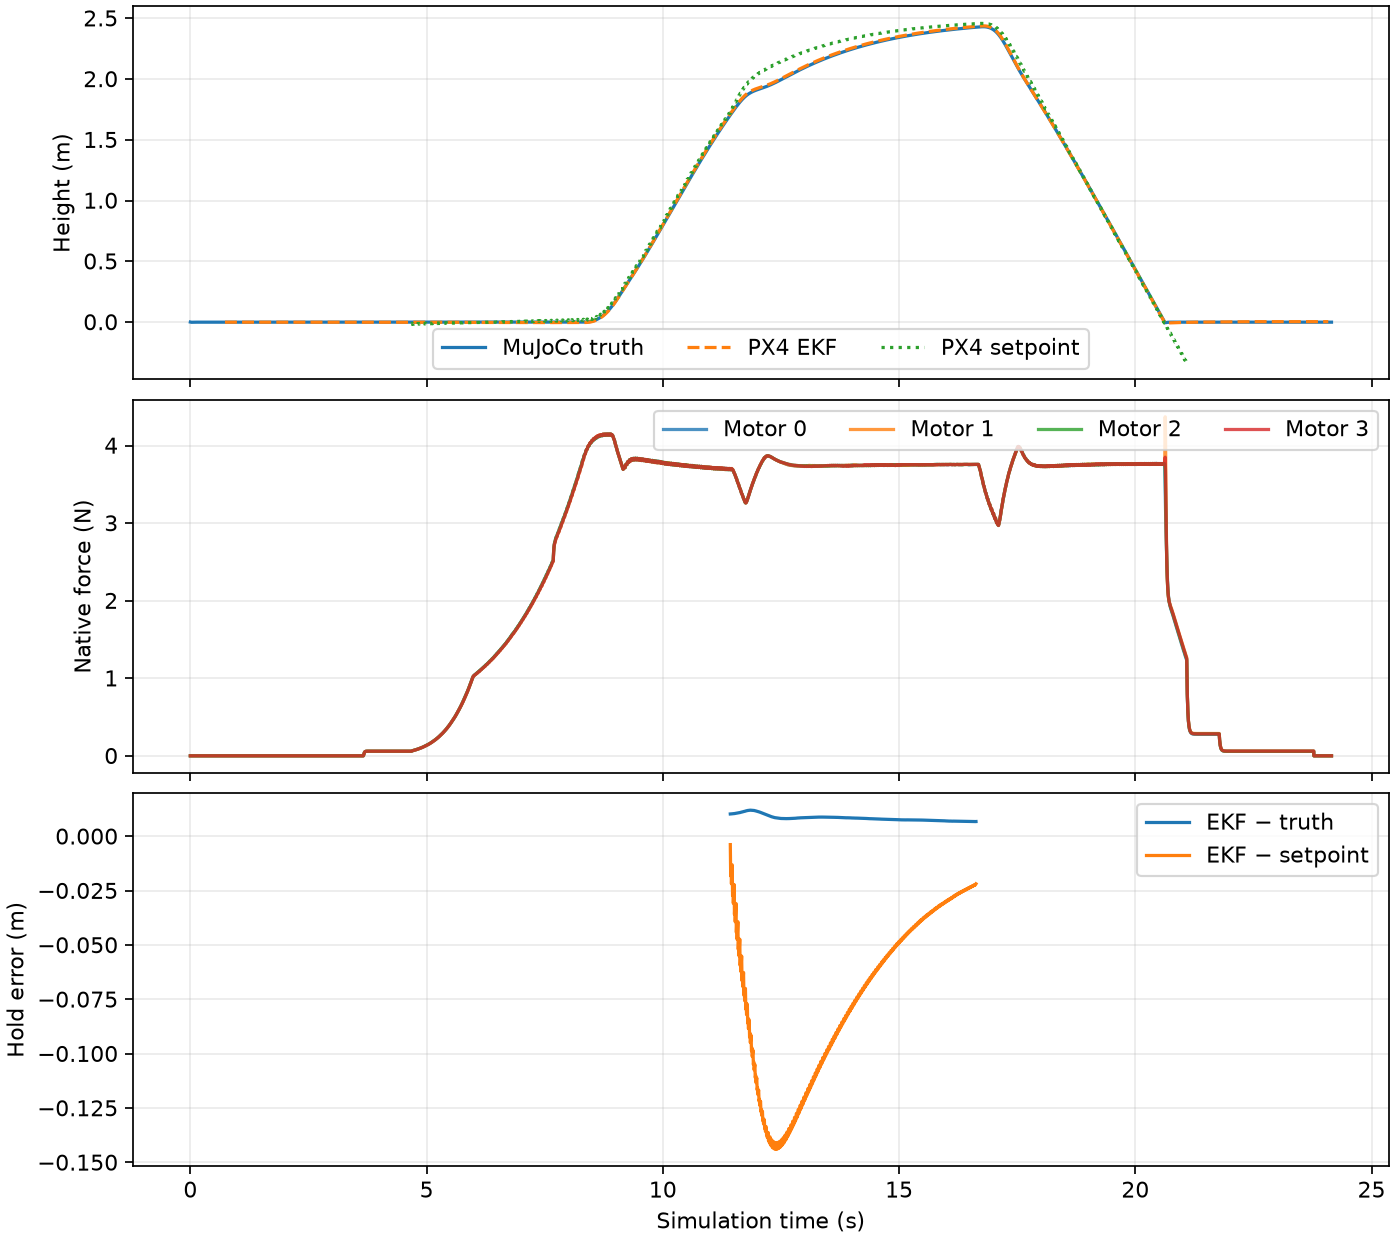 2.5
2.0
1.5
1.0
0.5
0.0
Height (m)
MuJoCo truth
PX4 EKF
PX4 setpoint
4
3
2
1
0
Native force (N)
Motor 0
Motor 1
Motor 2
Motor 3
0.000
−0.025
−0.050
−0.075
−0.100
−0.125
−0.150
Hold error (m)
EKF − truth
EKF − setpoint
0
5
10
15
20
25
Simulation time (s)